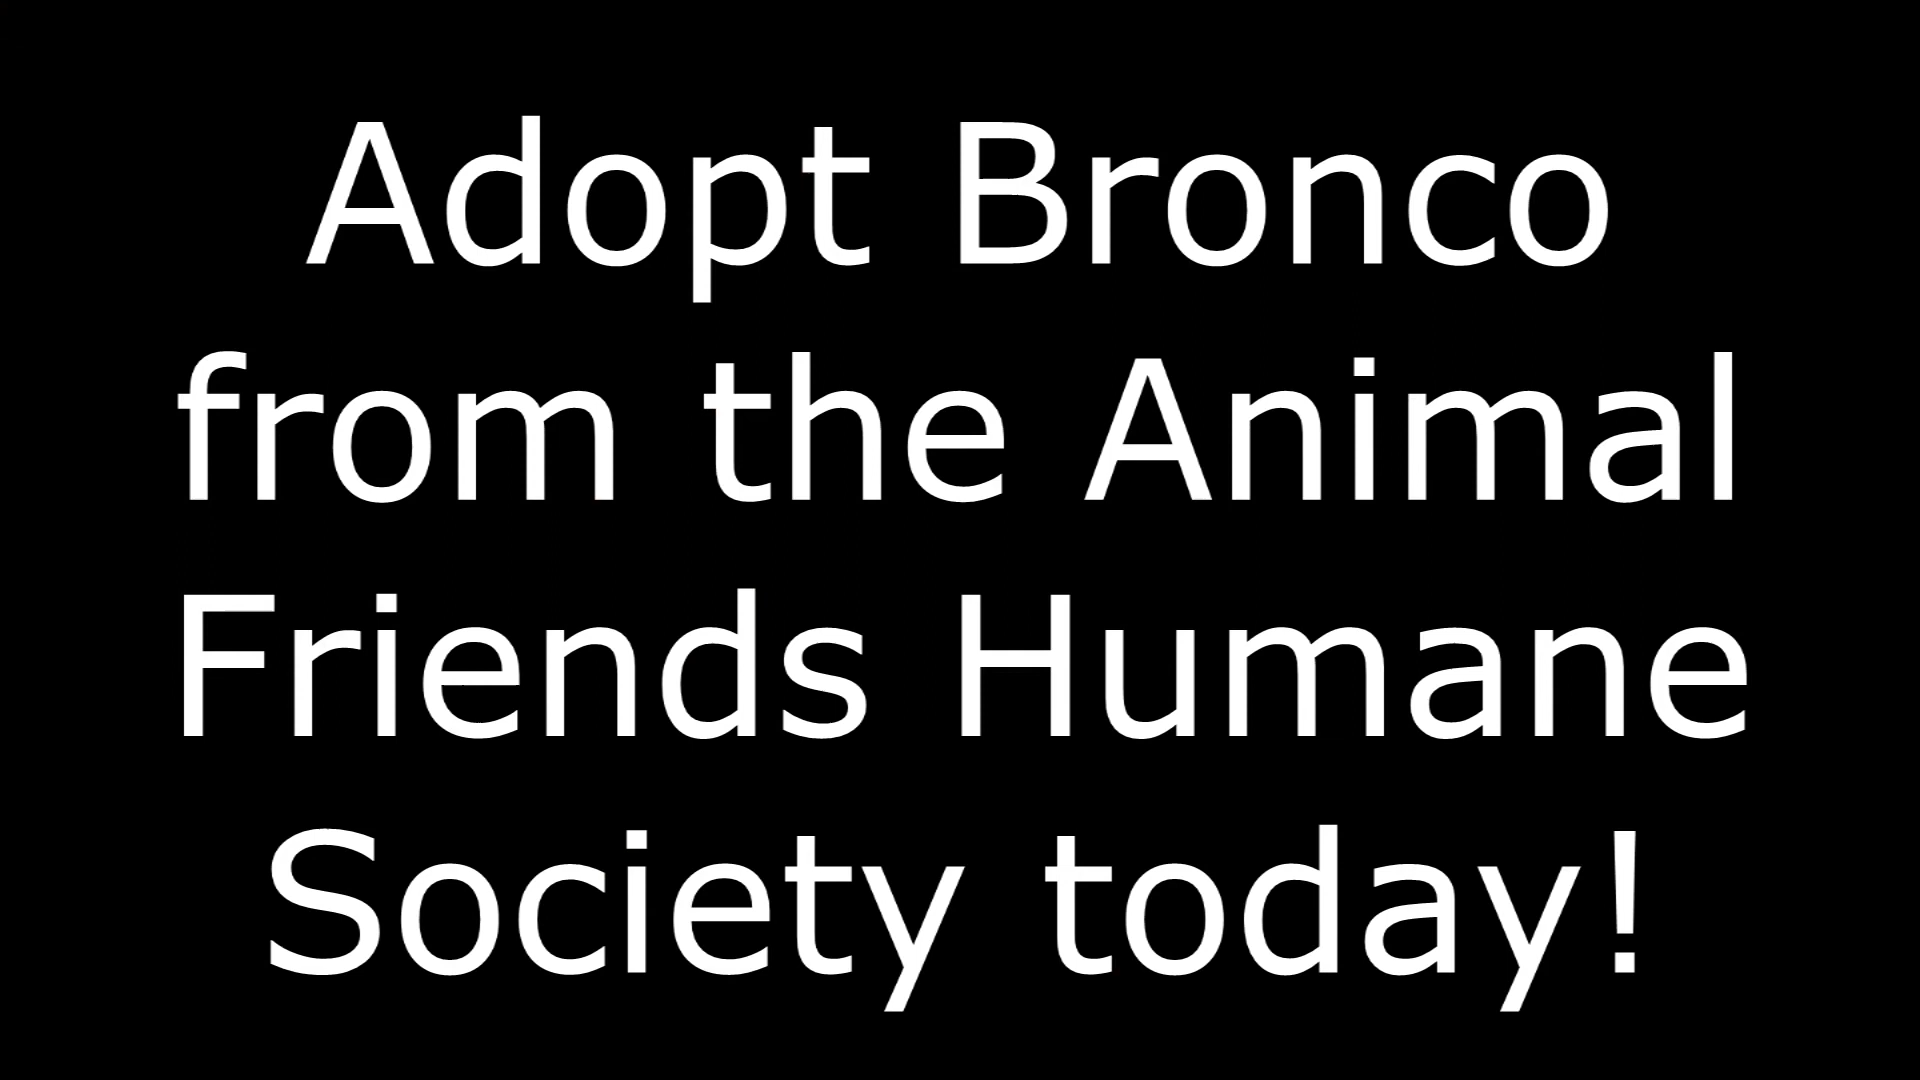 Adopt Bronco
from the Animal
Friends Humane
Society today!